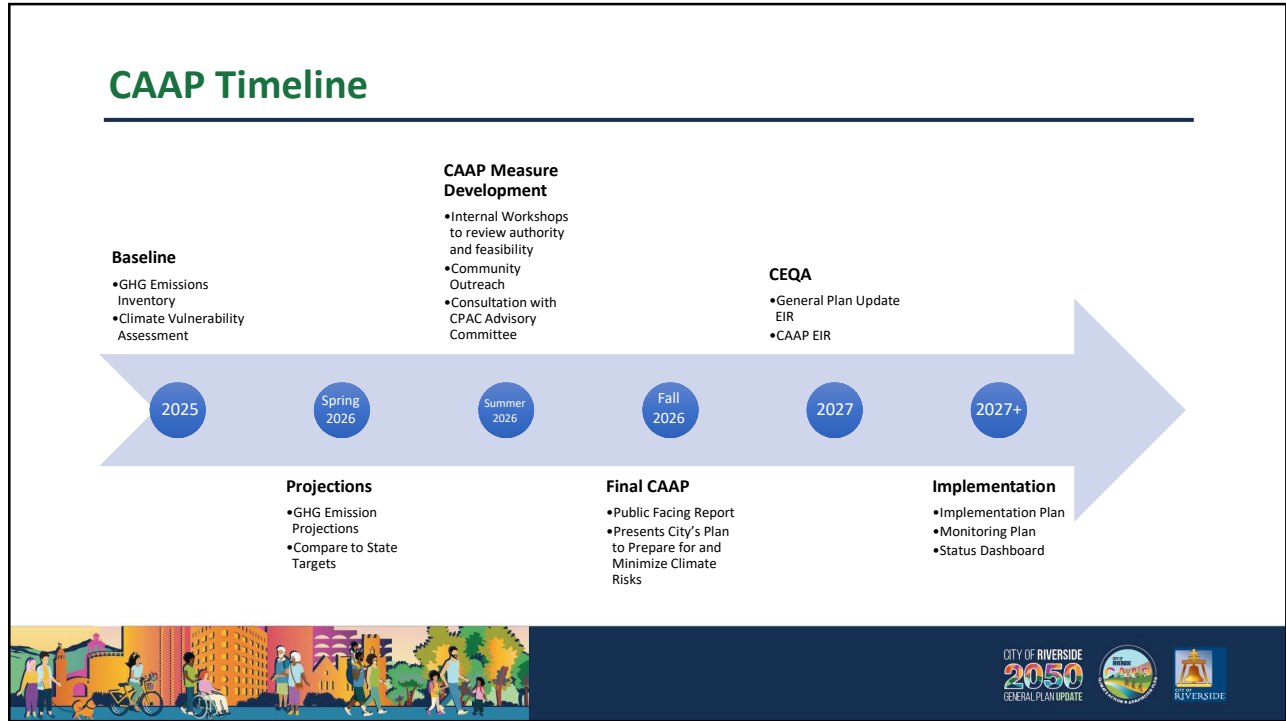 CAAP Timeline
Baseline
•GHG Emissions
Inventory
•Climate Vulnerability
Assessment
CAAP Measure
Development
•Internal Workshops
to review authority
and feasibility
•Community
Outreach
•Consultation with
CPAC Advisory
Committee
CEQA
•General Plan Update
EIR
•CAAP EIR
2025
Spring
2026
Summer
2026
Fall
2026
2027
2027+
Projections
•GHG Emission
Projections
•Compare to State
Targets
Final CAAP
•Public Facing Report
•Presents City’s Plan
to Prepare for and
Minimize Climate
Risks
Implementation
•Implementation Plan
•Monitoring Plan
•Status Dashboard
CITY OF RIVERSIDE
2050
GENERAL PLAN UPDATE
CITY OF
RIVERSIDE
CAAP
CITY OF
RIVERSIDE